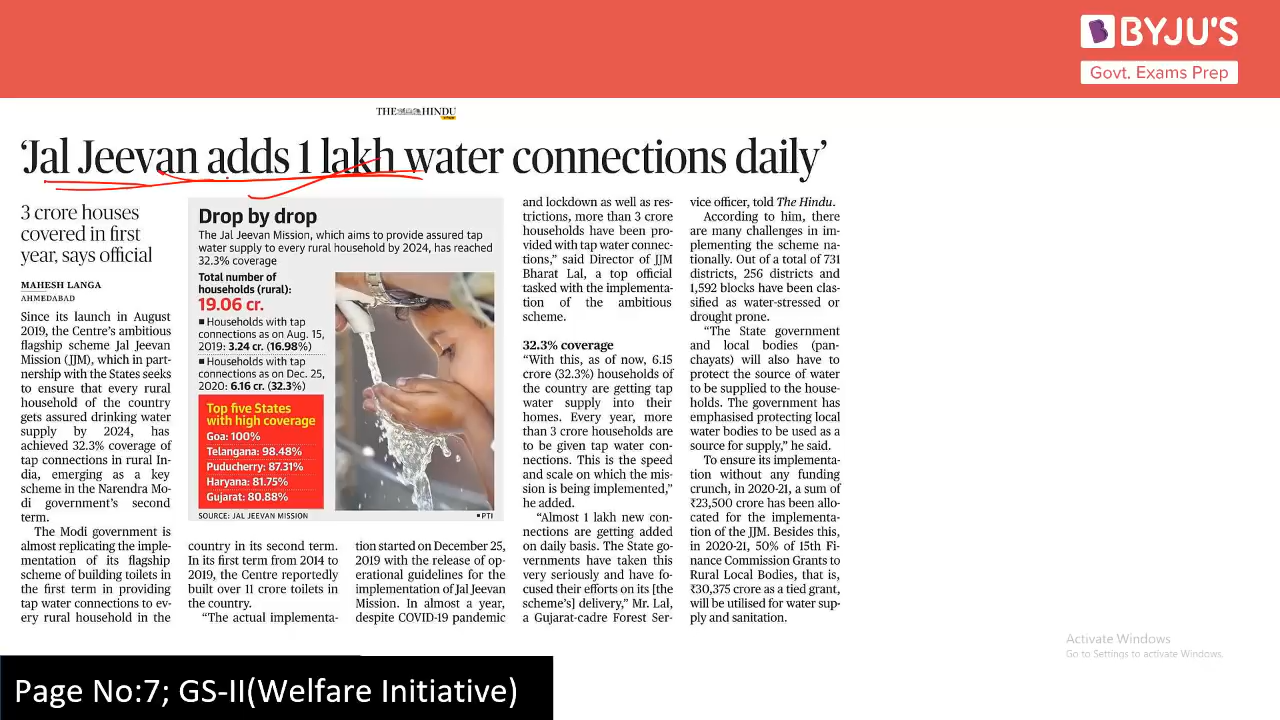 BYJU'S
Govt. Exams Prep
THE HINDU
'Jal Jeevan adds 1 lakh water connections daily'
3 crore houses
covered in first
year, says official
MAHESH LANGA
AHMEDABAD
Since its launch in August
2019, the Centre's ambitious
flagship scheme Jal Jeevan
Mission (JJM), which in part-
nership with the States seeks
to ensure that every rural
household of the country
gets assured drinking water
supply by 2024, has
achieved 32.3% coverage of
tap connections in rural In-
dia, emerging as a key
scheme in the Narendra Mo-
di government's second
term.
The Modi government is
almost replicating the imple-
mentation of its flagship
scheme of building toilets in
the first term in providing
tap water connections to ev-
ery rural household in the
Drop by drop
The Jal Jeevan Mission, which aims to provide assured tap
water supply to every rural household by 2024, has reached
32.3% coverage
Total number of
households (rural):
19.06 cr.
■ Households with tap
connections as on Aug. 15,
2019: 3.24 cr. (16.98%)
■ Households with tap
connections as on Dec. 25,
2020: 6.16 cr. (32.3%)
Top five States
with high coverage
Goa: 100%
Telangana: 98.48%
Puducherry: 87.31%
Haryana: 81.75%
Gujarat: 80.88%
SOURCE: JAL JEEVAN MISSION
■ PTI
country in its second term.
In its first term from 2014 to
2019, the Centre reportedly
built over 11 crore toilets in
the country.
"The actual implementa-
tion started on December 25,
2019 with the release of op-
erational guidelines for the
implementation of Jal Jeevan
Mission. In almost a year,
despite COVID-19 pandemic
and lockdown as well as res-
trictions, more than 3 crore
households have been pro-
vided with tap water connec-
tions," said Director of JJM
Bharat Lal, a top official
tasked with the implementa-
tion of the ambitious
scheme.
32.3% coverage
"With this, as of now, 6.15
crore (32.3%) households of
the country are getting tap
water supply into their
homes. Every year, more
than 3 crore households are
to be given tap water con-
nections. This is the speed
and scale on which the mis-
sion is being implemented,"
he added.
"Almost 1 lakh new con-
nections are getting added
on daily basis. The State go-
vernments have taken this
very seriously and have fo-
cused their efforts on its [the
scheme's] delivery," Mr. Lal,
a Gujarat-cadre Forest Ser-
vice officer, told The Hindu.
According to him, there
are many challenges in im-
plementing the scheme na-
tionally. Out of a total of 731
districts, 256 districts and
1,592 blocks have been clas-
sified as water-stressed or
drought prone.
"The State government
and local bodies (pan-
chayats) will also have to
protect the source of water
to be supplied to the house-
holds. The government has
emphasised protecting local
water bodies to be used as a
source for supply," he said.
To ensure its implementa-
tion without any funding
crunch, in 2020-21, a sum of
₹23,500 crore has been allo-
cated for the implementa-
tion of the JJM. Besides this,
in 2020-21, 50% of 15th Fi-
nance Commission Grants to
Rural Local Bodies, that is,
₹30,375 crore as a tied grant,
will be utilised for water sup-
ply and sanitation.
Activate Windows
Go to Settings to activate Windows.
Page No:7; GS-II(Welfare Initiative)